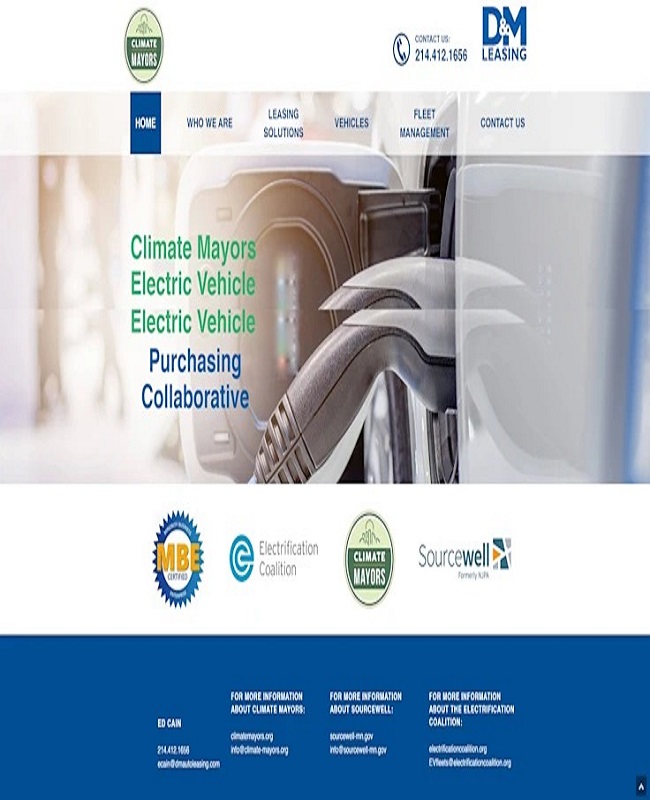 CLIMATE
MAYORS
CONTACT US:
214.412.1656
D&M
LEASING
HOME
WHO WE ARE
LEASING
SOLUTIONS
VEHICLES
FLEET
MANAGEMENT
CONTACT US
Climate Mayors
Electric Vehicle
Electric Vehicle
Purchasing
Collaborative
MBE
CERTIFIED
Electrification
Coalition
CLIMATE
MAYORS
Sourcewell
Formerly NJPA
ED CAIN
214.412.1656
ecain@dmautoleasing.com
FOR MORE INFORMATION
ABOUT CLIMATE MAYORS:
climatemayors.org
info@climate-mayors.org
FOR MORE INFORMATION
ABOUT SOURCEWELL:
sourcewell-mn.gov
info@sourcewell-mn.gov
FOR MORE INFORMATION
ABOUT THE ELECTRIFICATION
COALITION:
electrificationcoalition.org
EVfleets@electrificationcoalition.org